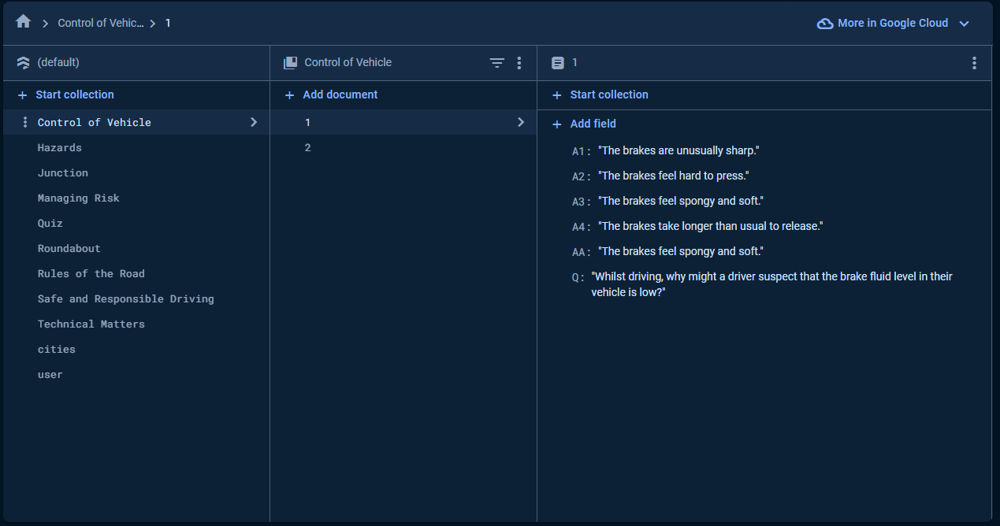 Control of Vehic... 1
More in Google Cloud
(default)
Control of Vehicle
1
Start collection
Control of Vehicle
Hazards
Junction
Managing Risk
Quiz
Roundabout
Rules of the Road
Safe and Responsible Driving
Technical Matters
cities
user
Add document
1
2
Start collection
Add field
A1: "The brakes are unusually sharp."
A2: "The brakes feel hard to press."
A3: "The brakes feel spongy and soft."
A4: "The brakes take longer than usual to release."
AA: "The brakes feel spongy and soft."
Q: "Whilst driving, why might a driver suspect that the brake fluid level in their
vehicle is low?"